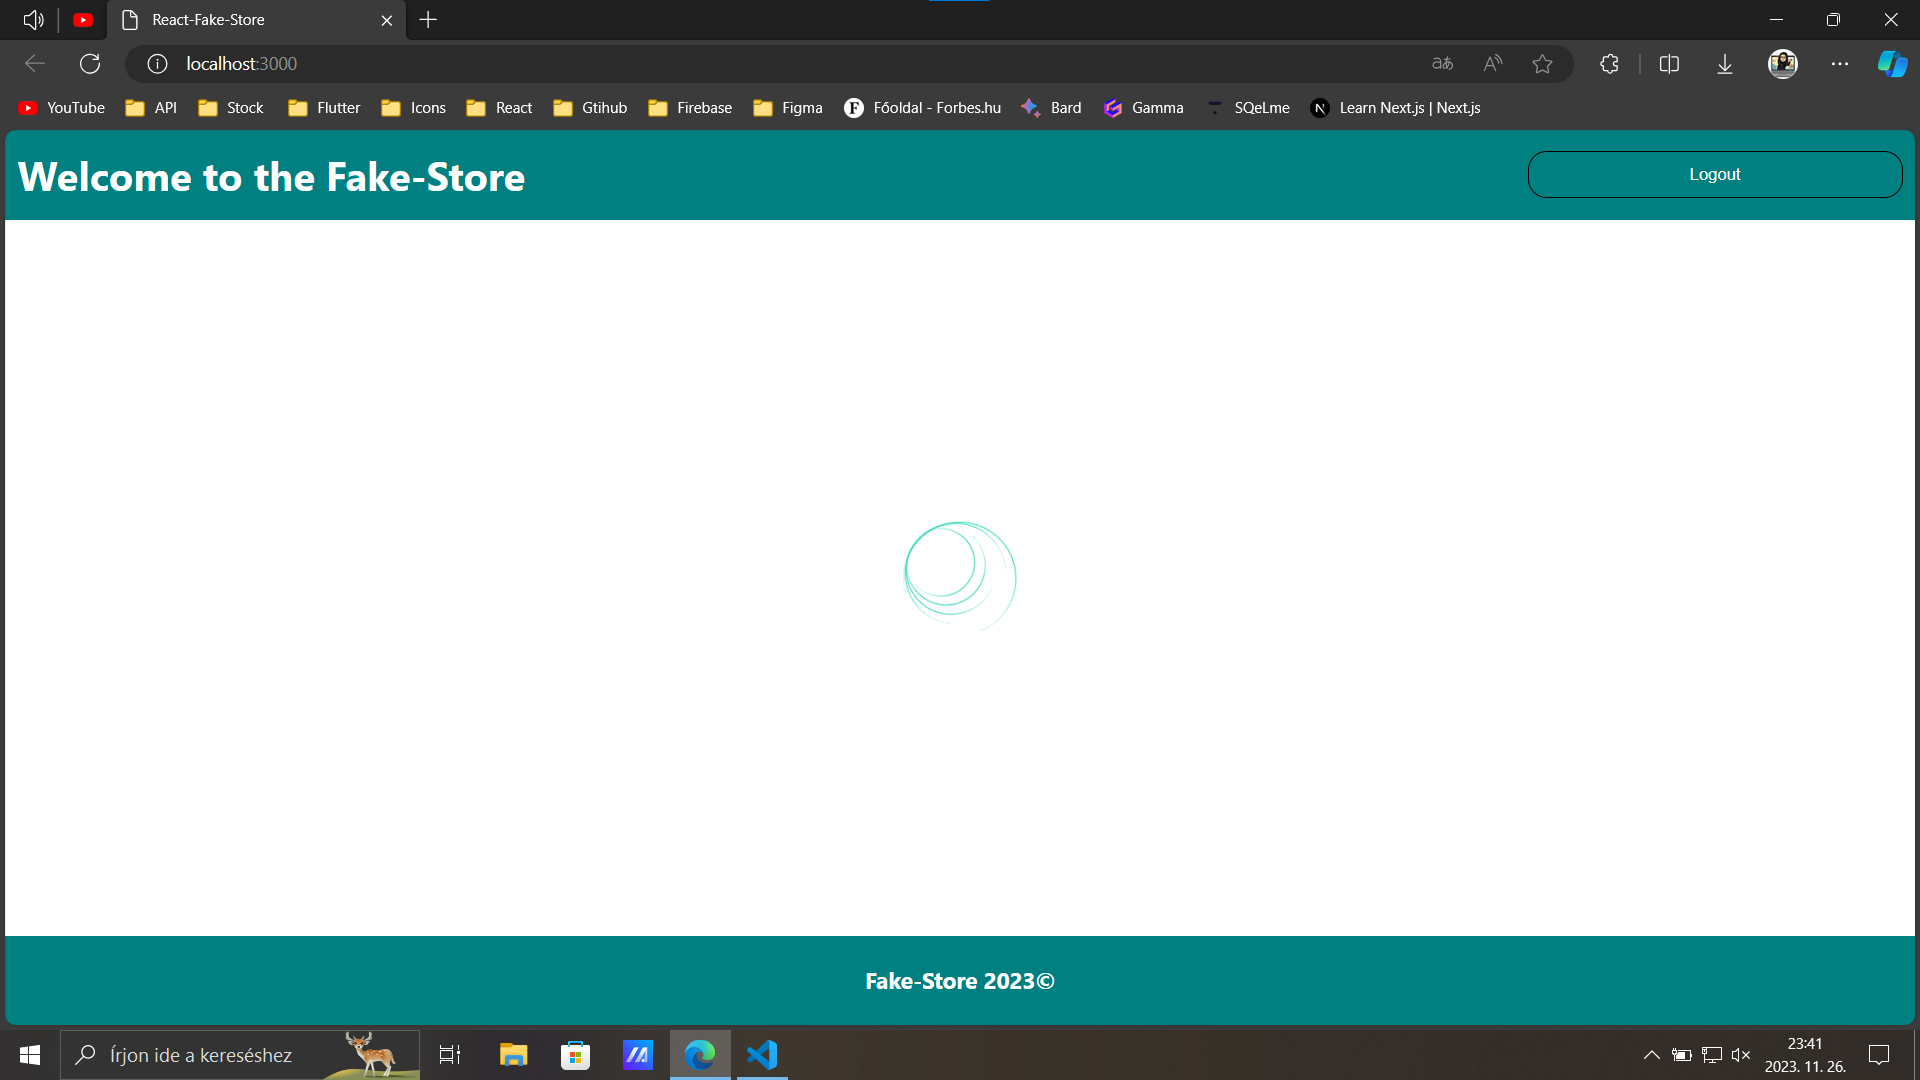 React-Fake-Store
localhost:3000
aあ
YouTube API Stock Flutter Icons React Gtihub Firebase Figma Főoldal - Forbes.hu Bard Gamma SQeLme Learn Next.js | Next.js
Welcome to the Fake-Store
Logout
Fake-Store 2023©
Írjon ide a kereséshez
23:41
2023. 11. 26.